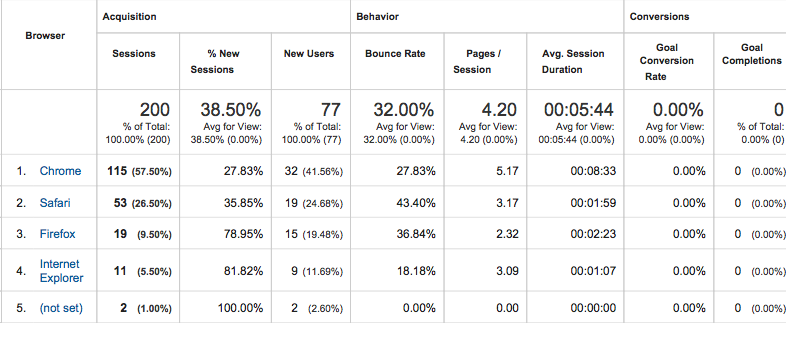 Acquisition Behavior Conversions
Browser
Sessions % New Sessions New Users Bounce Rate Pages / Session Avg. Session Duration Goal Conversion Rate Goal Completions
200 38.50% 77 32.00% 4.20 00:05:44 0.00% 0
% of Total: Avg for View: % of Total: Avg for View: Avg for View: Avg for View: Avg for View: % of Total:
100.00% (200) 38.50% (0.00%) 100.00% (77) 32.00% (0.00%) 4.20 (0.00%) 00:05:44 (0.00%) 0.00% (0.00%) 0.00% (0)
1. Chrome 115 (57.50%) 27.83% 32 (41.56%) 27.83% 5.17 00:08:33 0.00% 0 (0.00%)
2. Safari 53 (26.50%) 35.85% 19 (24.68%) 43.40% 3.17 00:01:59 0.00% 0 (0.00%)
3. Firefox 19 (9.50%) 78.95% 15 (19.48%) 36.84% 2.32 00:02:23 0.00% 0 (0.00%)
4. Internet Explorer 11 (5.50%) 81.82% 9 (11.69%) 18.18% 3.09 00:01:07 0.00% 0 (0.00%)
5. (not set) 2 (1.00%) 100.00% 2 (2.60%) 0.00% 0.00 00:00:00 0.00% 0 (0.00%)